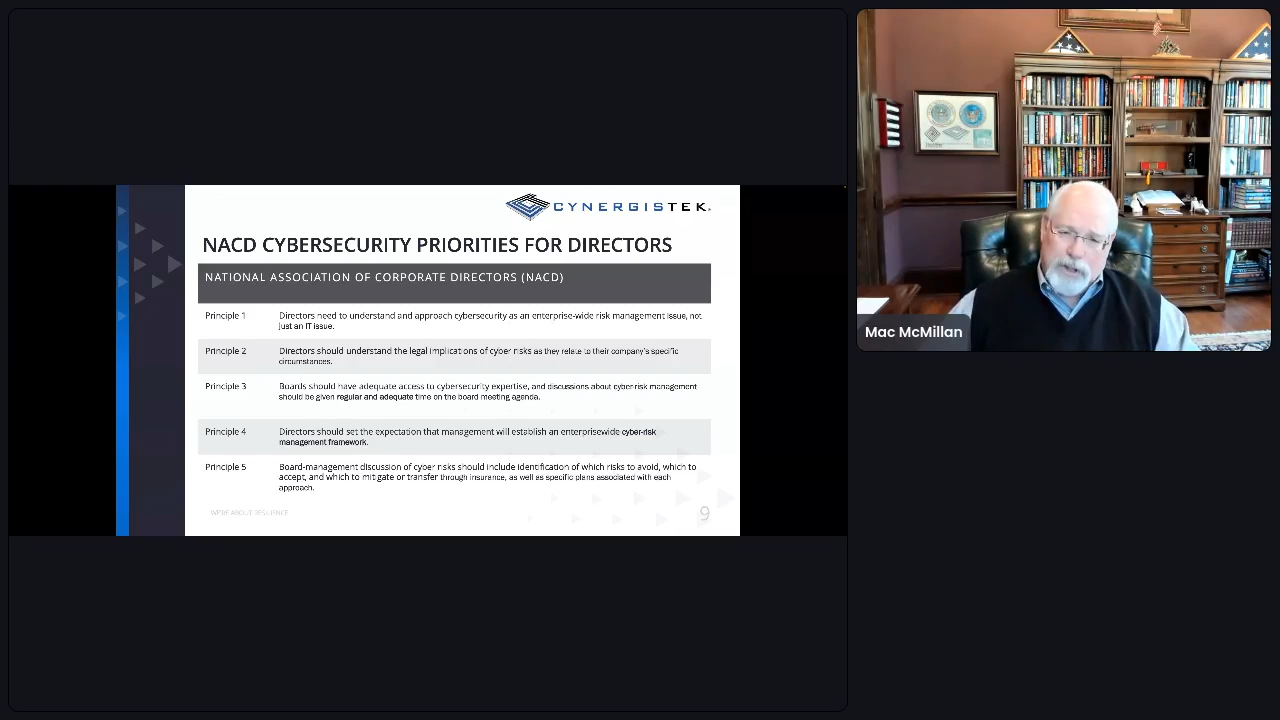 CYNERGISTEK.
NACD CYBERSECURITY PRIORITIES FOR DIRECTORS
NATIONAL ASSOCIATION OF CORPORATE DIRECTORS (NACD)
Principle 1
Directors need to understand and approach cybersecurity as an enterprise-wide risk management issue, not
just an IT issue.
Principle 2
Directors should understand the legal implications of cyber risks as they relate to their company's specific
circumstances.
Principle 3
Boards should have adequate access to cybersecurity expertise, and discussions about cyber-risk management
should be given regular and adequate time on the board meeting agenda.
Principle 4
Directors should set the expectation that management will establish an enterprisewide cyber-risk
management framework.
Principle 5
Board-management discussion of cyber risks should include identification of which risks to avoid, which to
accept, and which to mitigate or transfer through insurance, as well as specific plans associated with each
approach.
WE'RE ABOUT RESILIENCE
9
Mac McMillan